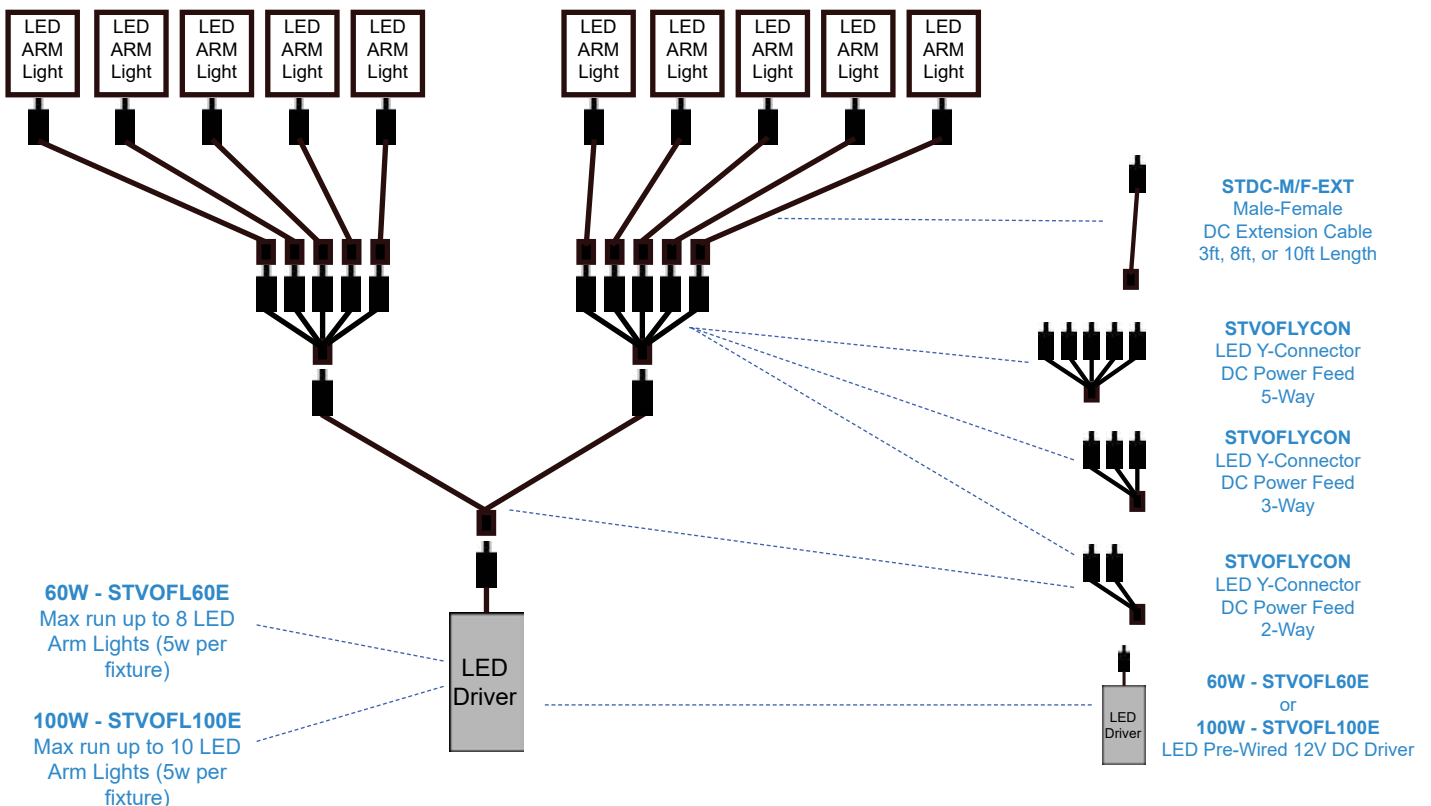 LED
ARM
Light
LED
ARM
Light
LED
ARM
Light
LED
ARM
Light
LED
ARM
Light
LED
ARM
Light
LED
ARM
Light
LED
ARM
Light
LED
ARM
Light
LED
ARM
Light
STDC-M/F-EXT
Male-Female
DC Extension Cable
3ft, 8ft, or 10ft Length
STVOFLYCON
LED Y-Connector
DC Power Feed
5-Way
STVOFLYCON
LED Y-Connector
DC Power Feed
3-Way
STVOFLYCON
LED Y-Connector
DC Power Feed
2-Way
60W - STVOFL60E
Max run up to 8 LED
Arm Lights (5w per
fixture)
100W - STVOFL100E
Max run up to 10 LED
Arm Lights (5w per
fixture)
LED
Driver
LED
Driver
60W - STVOFL60E
or
100W - STVOFL100E
LED Pre-Wired 12V DC Driver